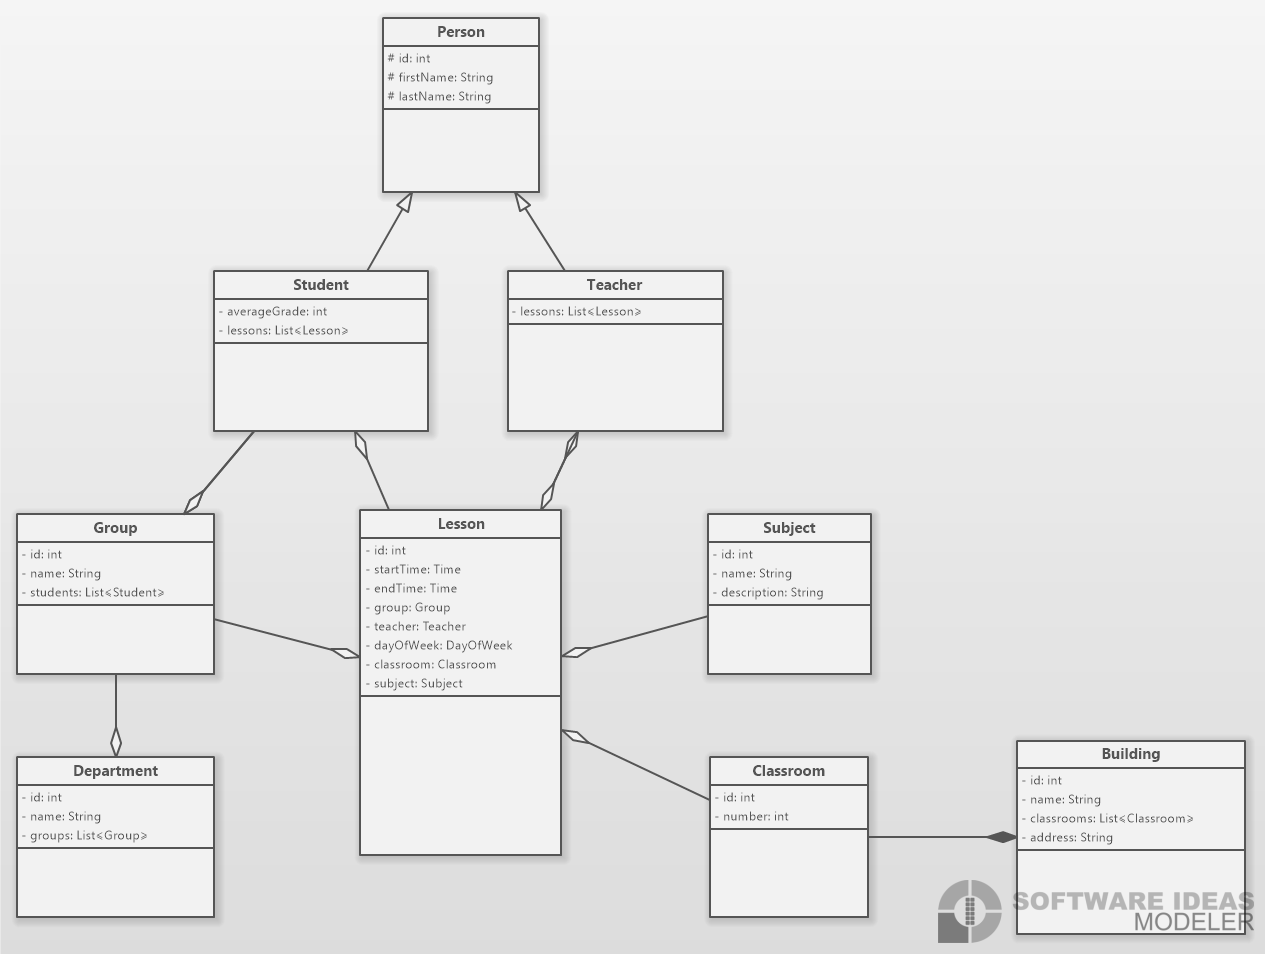 Person
# id: int
# firstName: String
# lastName: String
Student
- averageGrade: int
- lessons: List<Lesson>
Teacher
- lessons: List<Lesson>
Group
- id: int
- name: String
- students: List<Student>
Lesson
- id: int
- startTime: Time
- endTime: Time
- group: Group
- teacher: Teacher
- dayOfWeek: DayOfWeek
- classroom: Classroom
- subject: Subject
Subject
- id: int
- name: String
- description: String
Department
- id: int
- name: String
- groups: List<Group>
Classroom
- id: int
- number: int
Building
- id: int
- name: String
- classrooms: List<Classroom>
- address: String
SOFTWARE IDEAS
MODELER